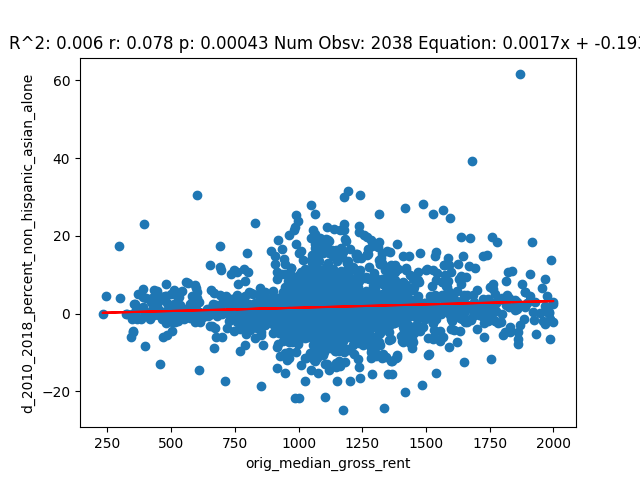 R^2: 0.006 r: 0.078 p: 0.00043 Num Obsv: 2038 Equation: 0.0017x + -0.193
d_2010_2018_percent_non_hispanic_asian_alone
60
40
20
0
−20
250 500 750 1000 1250 1500 1750 2000
orig_median_gross_rent